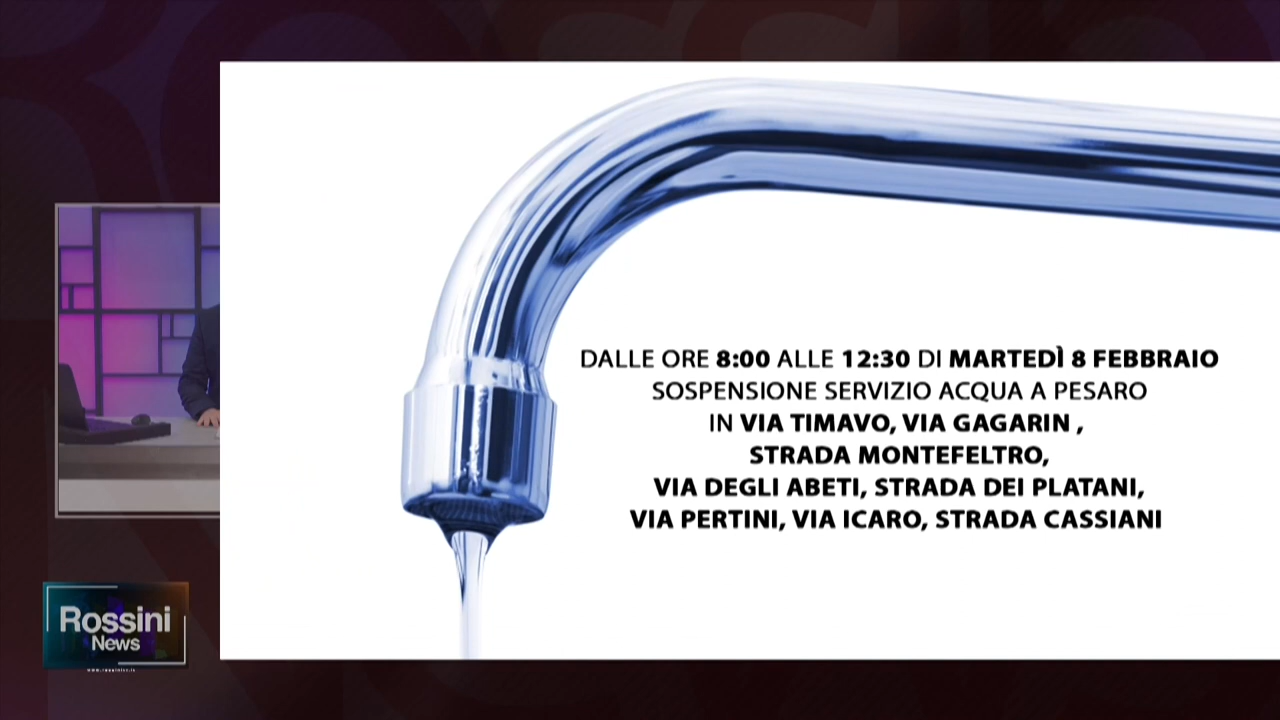 DALLE ORE 8:00 ALLE 12:30 DI MARTEDÌ 8 FEBBRAIO
SOSPENSIONE SERVIZIO ACQUA A PESARO
IN VIA TIMAVO, VIA GAGARIN ,
STRADA MONTEFELTRO,
VIA DEGLI ABETI, STRADA DEI PLATANI,
VIA PERTINI, VIA ICARO, STRADA CASSIANI
Rossini
News